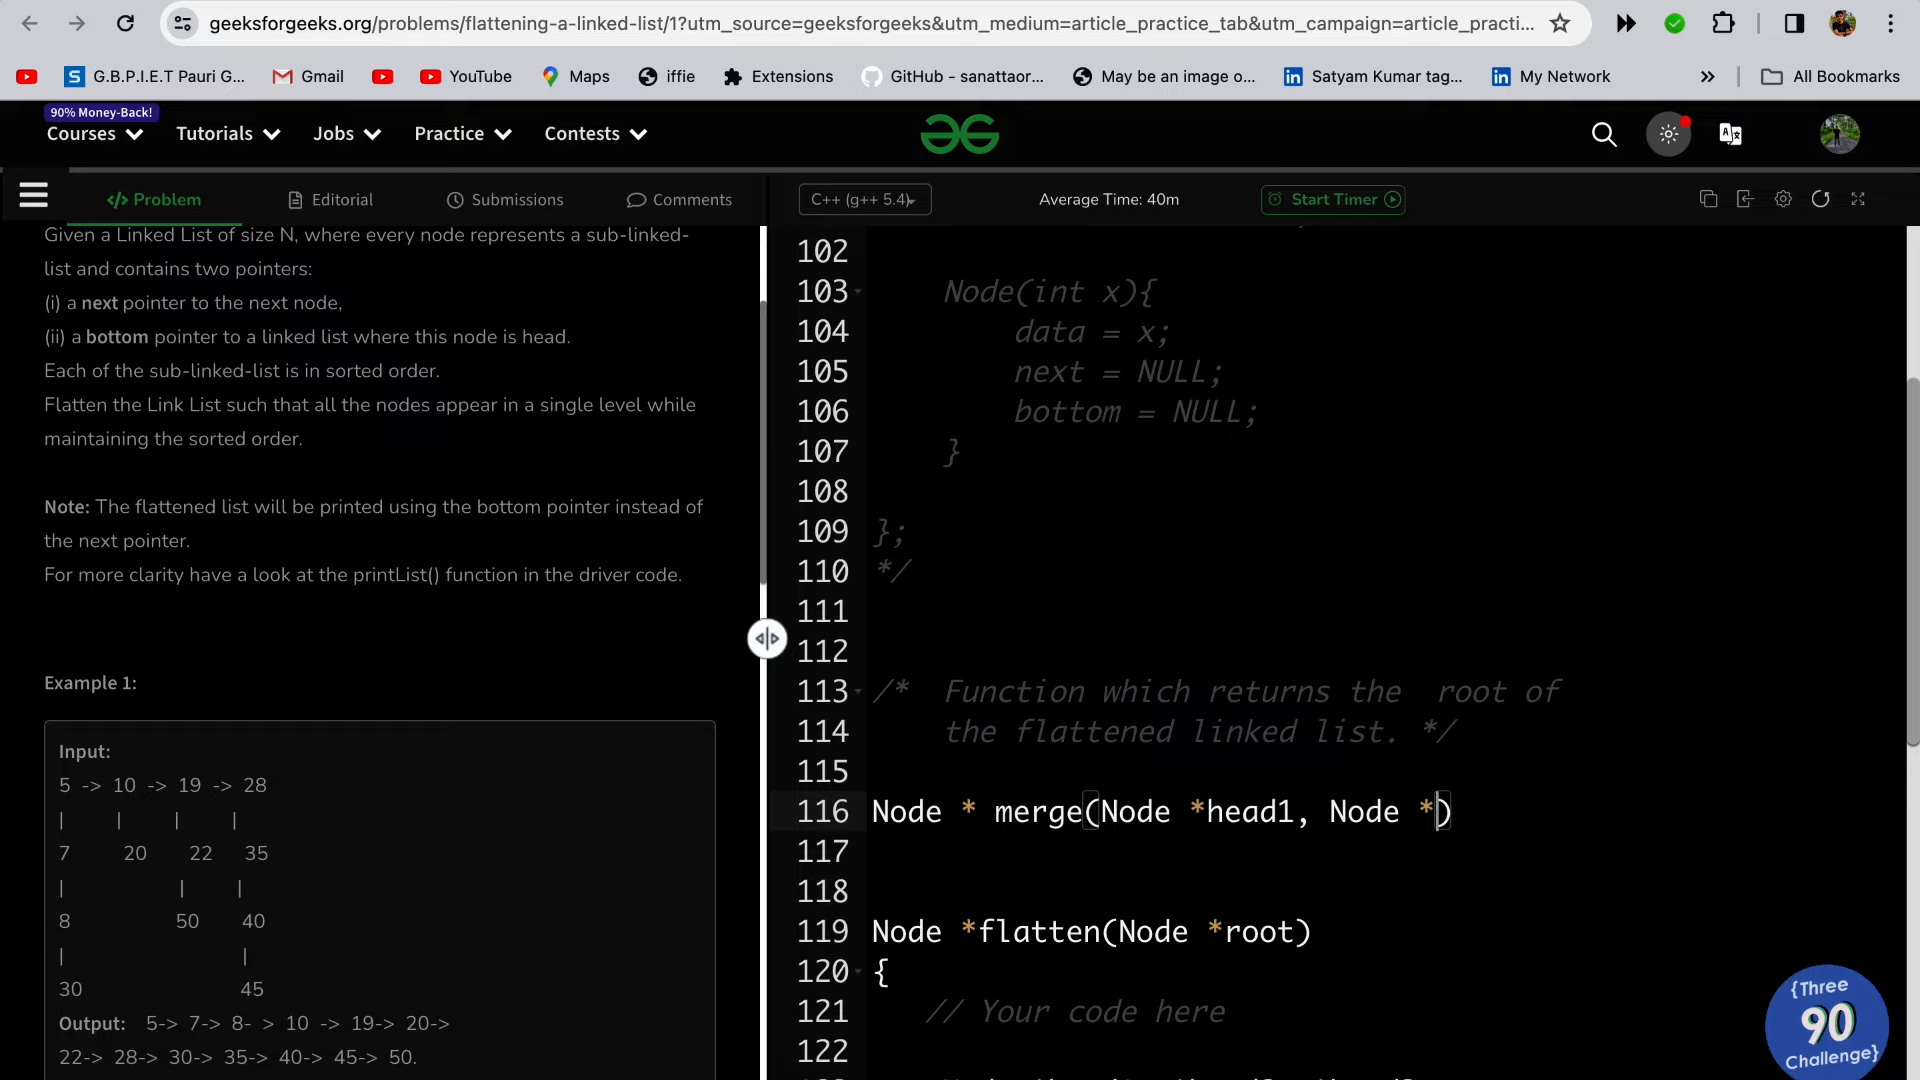 geeksforgeeks.org/problems/flattening-a-linked-list/1?utm_source=geeksforgeeks&utm_medium=article_practice_tab&utm_campaign=article_practi...
G.B.P.I.E.T Pauri G... Gmail YouTube Maps iffie Extensions GitHub - sanattaor... May be an image o... Satyam Kumar tag... My Network » All Bookmarks
90% Money-Back!
Courses Tutorials Jobs Practice Contests
</> Problem Editorial Submissions Comments
Given a Linked List of size N, where every node represents a sub-linked-
list and contains two pointers:
(i) a next pointer to the next node,
(ii) a bottom pointer to a linked list where this node is head.
Each of the sub-linked-list is in sorted order.
Flatten the Link List such that all the nodes appear in a single level while
maintaining the sorted order.
Note: The flattened list will be printed using the bottom pointer instead of
the next pointer.
For more clarity have a look at the printList() function in the driver code.
Example 1:
Input:
5 -> 10 -> 19 -> 28
| | | |
7 20 22 35
| | |
8 50 40
| |
30 45
Output: 5-> 7-> 8- > 10 -> 19-> 20->
22-> 28-> 30-> 35-> 40-> 45-> 50.
C++ (g++ 5.4) Average Time: 40m Start Timer
102
103 Node(int x){
104 data = x;
105 next = NULL;
106 bottom = NULL;
107 }
108
109 };
110 */
111
112
113 /* Function which returns the root of
114 the flattened linked list. */
115
116 Node * merge(Node *head1, Node *)
117
118
119 Node *flatten(Node *root)
120 {
121 // Your code here
122
{Three
90
Challenge}